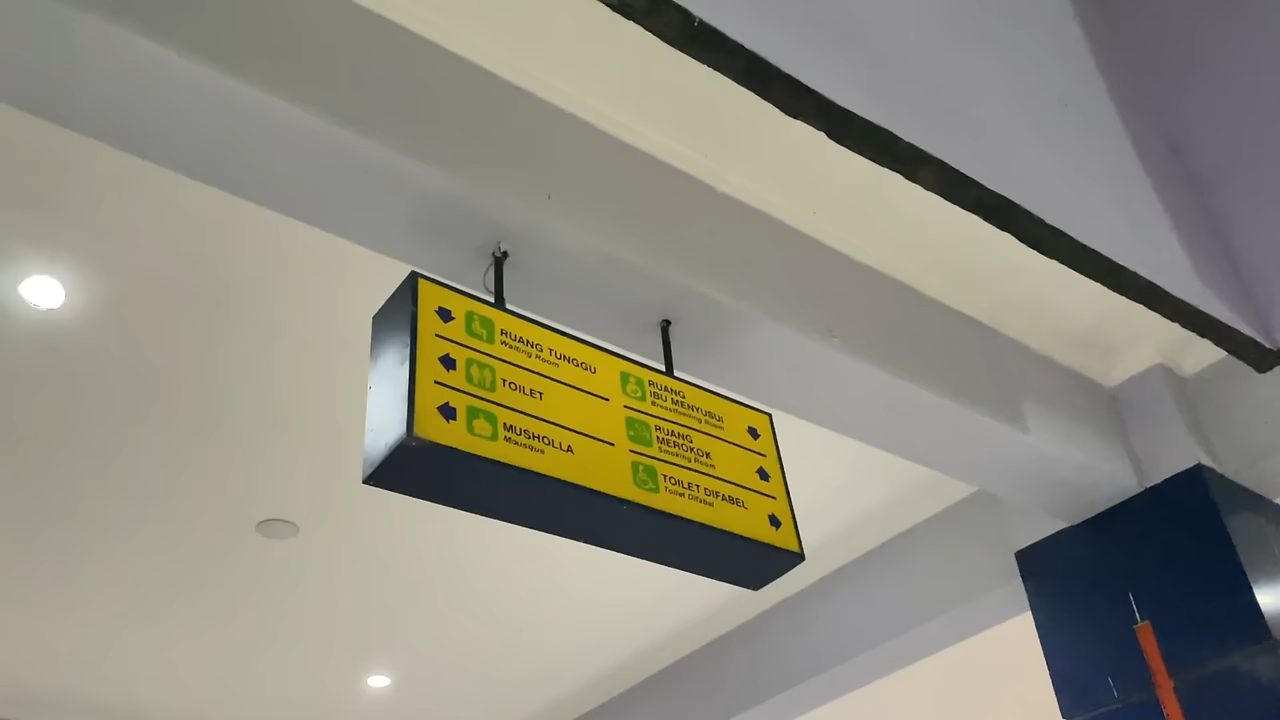 RUANG TUNGGU
Waiting Room
TOILET
MUSHOLLA
Mousque
RUANG
IBU MENYUSUI
Breastfeeding Room
RUANG
MEROKOK
Smoking Room
TOILET DIFABEL
Toilet Difabel